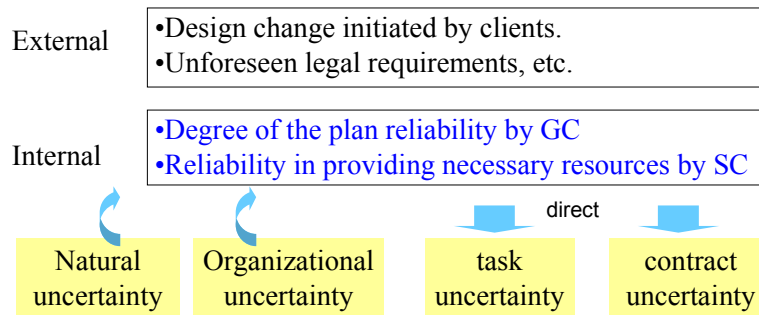 External
•Design change initiated by clients.
•Unforeseen legal requirements, etc.
Internal
•Degree of the plan reliability by GC
•Reliability in providing necessary resources by SC
direct
Natural
uncertainty
Organizational
uncertainty
task
uncertainty
contract
uncertainty